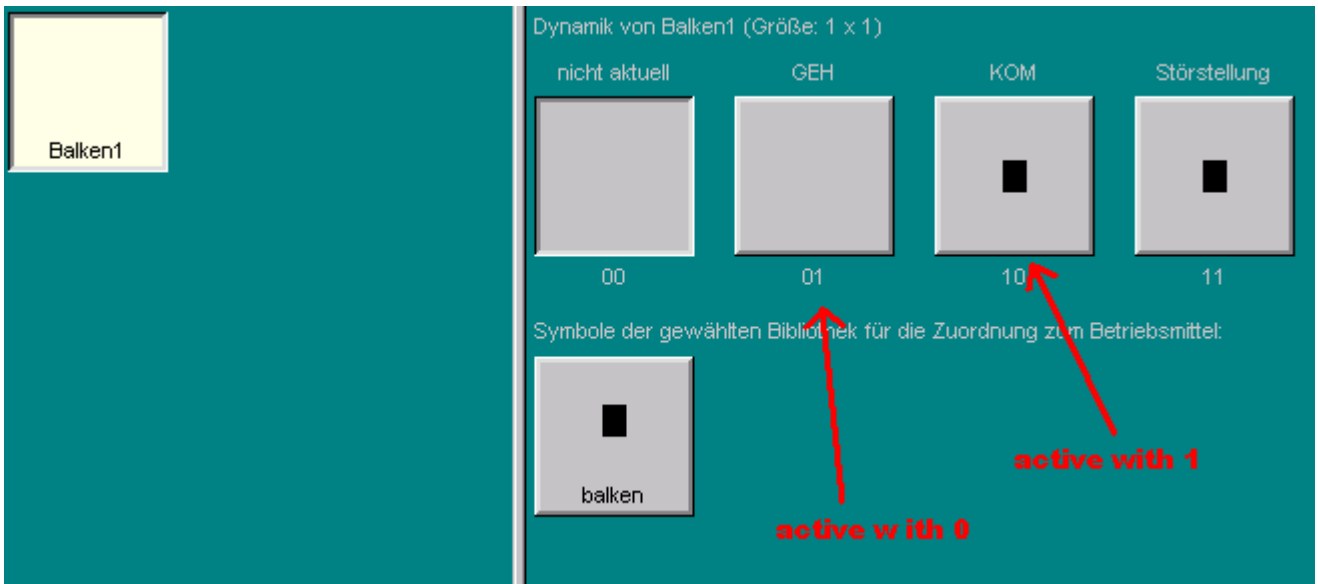 Balken1
Dynamik von Balken1 (Größe: 1 x 1)
nicht aktuell GEH KOM Störstellung
00 01 10 11
Symbole der gewählten Bibliothek für die Zuordnung zum Betriebsmittel:
active with 1
balken
active w ith 0